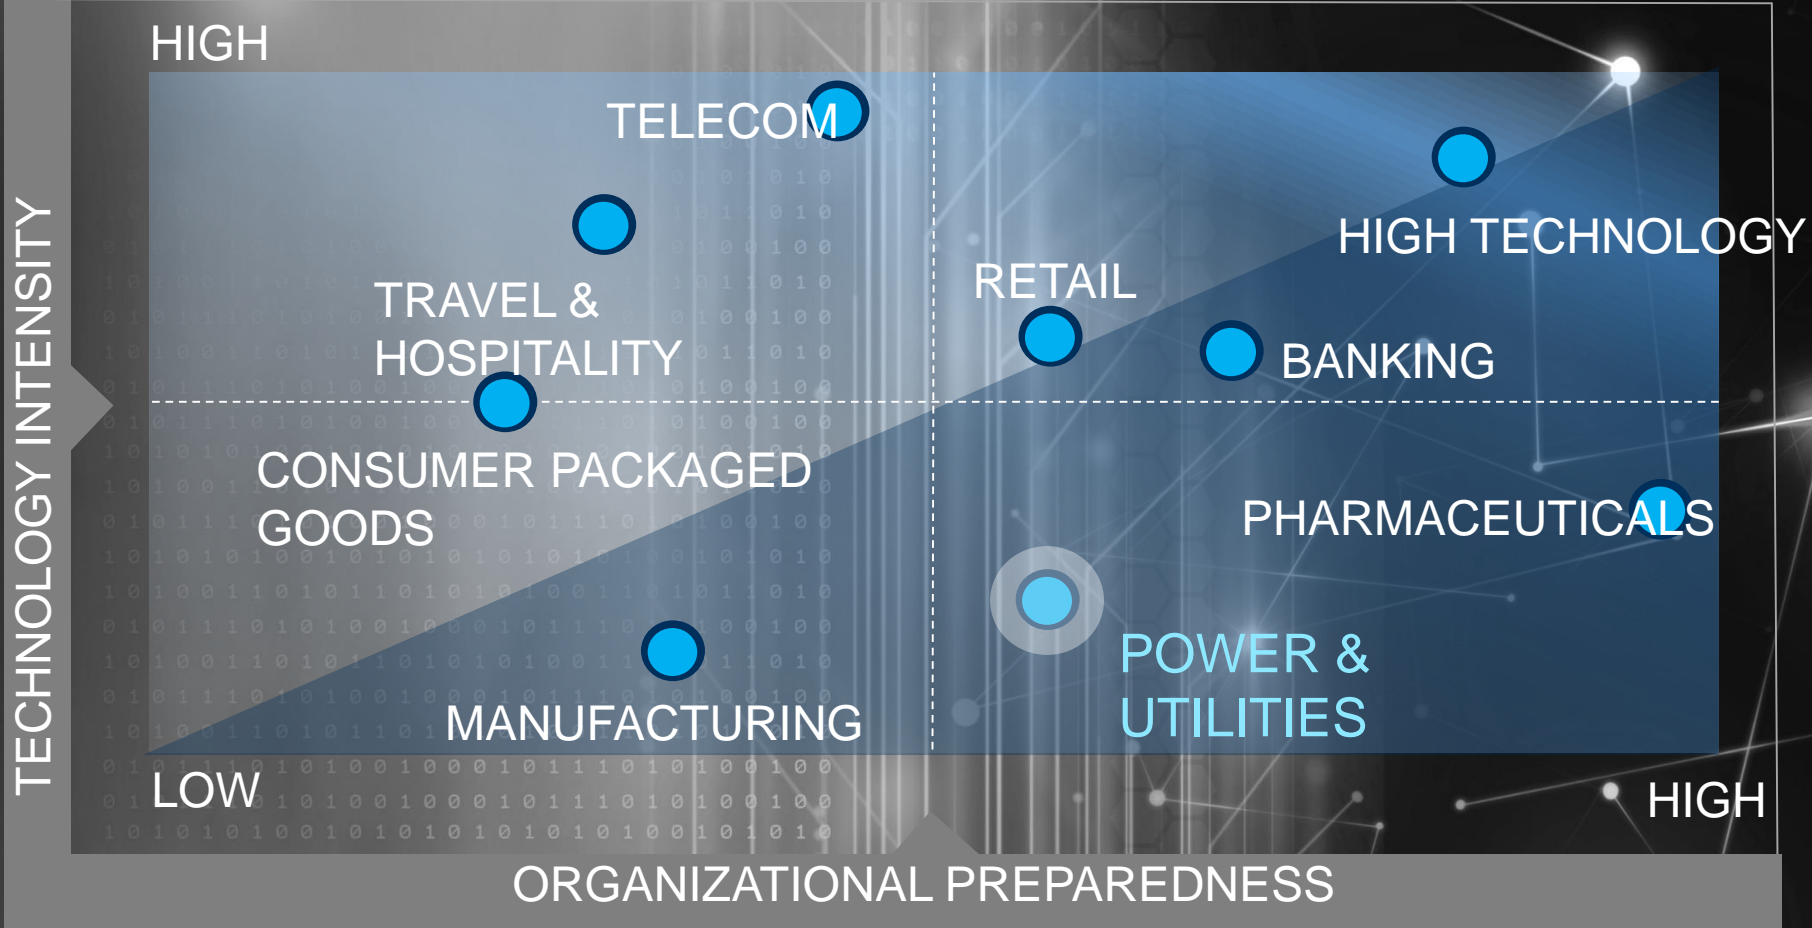 HIGH
TELECOM
HIGH TECHNOLOGY
RETAIL
TRAVEL &
HOSPITALITY
BANKING
CONSUMER PACKAGED
GOODS
PHARMACEUTICALS
POWER &
UTILITIES
MANUFACTURING
LOW
HIGH
TECHNOLOGY INTENSITY
ORGANIZATIONAL PREPAREDNESS